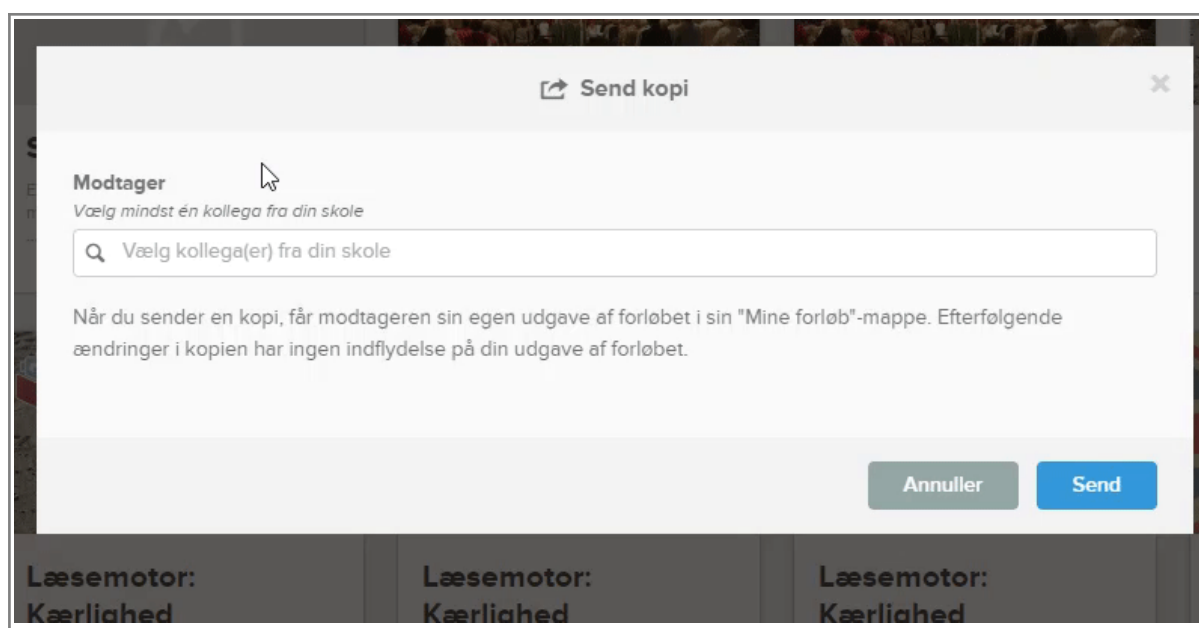 Send kopi
Modtager
Vælg mindst én kollega fra din skole
Vælg kollega(er) fra din skole
Når du sender en kopi, får modtageren sin egen udgave af forløbet i sin "Mine forløb"-mappe. Efterfølgende
ændringer i kopien har ingen indflydelse på din udgave af forløbet.
Annuller
Send
Læsemotor:
Kærlighed
Læsemotor:
Kærlighed
Læsemotor:
Kærlighed